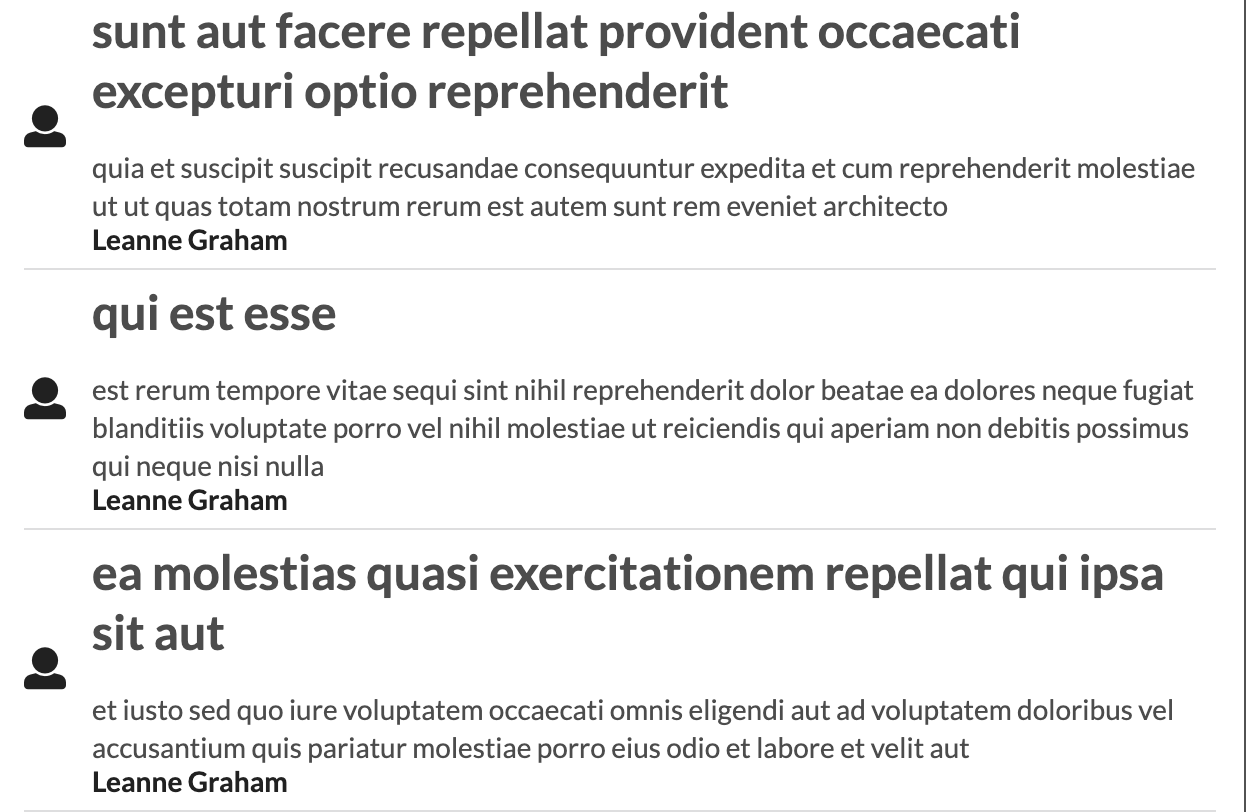 sunt aut facere repellat provident occaecati
excepturi optio reprehenderit
quia et suscipit suscipit recusandae consequuntur expedita et cum reprehenderit molestiae
ut ut quas totam nostrum rerum est autem sunt rem eveniet architecto
Leanne Graham
qui est esse
est rerum tempore vitae sequi sint nihil reprehenderit dolor beatae ea dolores neque fugiat
blanditiis voluptate porro vel nihil molestiae ut reiciendis qui aperiam non debitis possimus
qui neque nisi nulla
Leanne Graham
ea molestias quasi exercitationem repellat qui ipsa
sit aut
et iusto sed quo iure voluptatem occaecati omnis eligendi aut ad voluptatem doloribus vel
accusantium quis pariatur molestiae porro eius odio et labore et velit aut
Leanne Graham